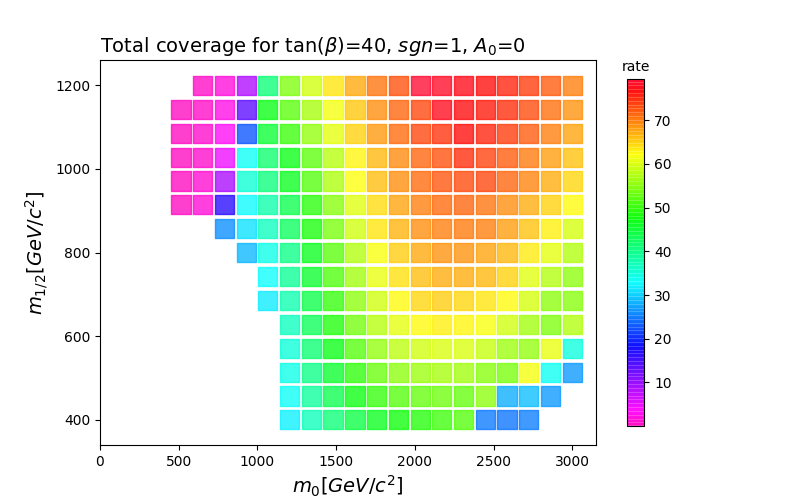 Total coverage for tan(β)=40, sgn=1, A₀=0
rate
1200
1000
800
600
400
m₁/₂[GeV/c²]
0 500 1000 1500 2000 2500 3000
m₀[GeV/c²]
70
60
50
40
30
20
10